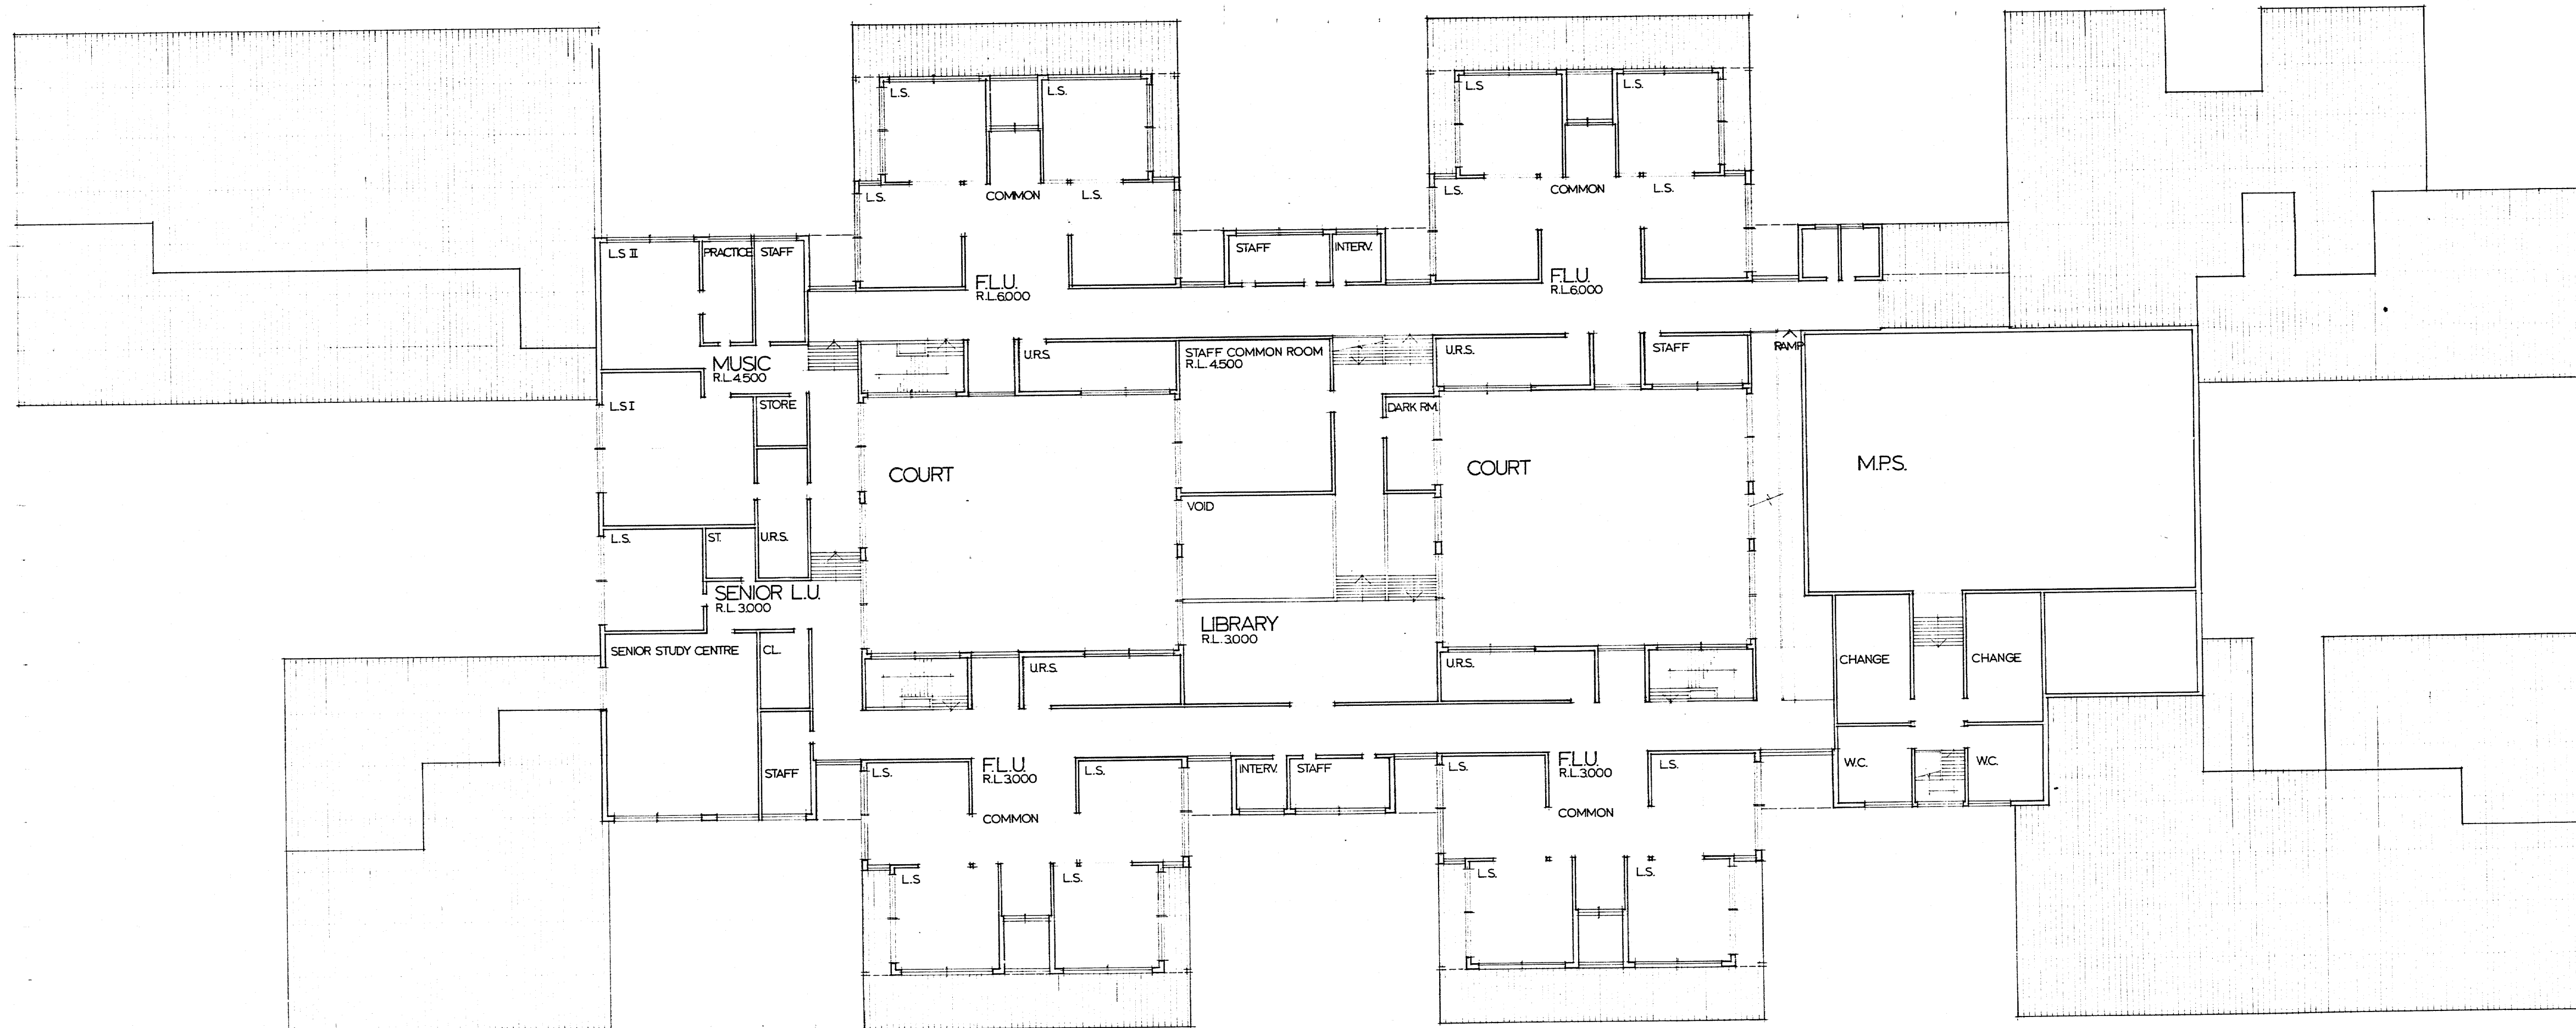 L.S.
L.S.
L.S
L.S.
L.S.
COMMON
L.S.
L.S.
COMMON
L.S.
L.S II
PRACTICE
STAFF
STAFF
INTERV.
F.L.U.
R.L.6.000
F.L.U.
R.L.6.000
MUSIC
R.L.4.500
U.R.S.
STAFF COMMON ROOM
R.L.4.500
U.R.S.
STAFF
RAMP
L.S I
STORE
DARK RM.
COURT
COURT
M.P.S.
VOID
L.S.
ST.
U.R.S.
SENIOR L.U.
R.L.3.000
LIBRARY
R.L.3.000
SENIOR STUDY CENTRE
CL.
U.R.S.
U.R.S.
CHANGE
CHANGE
STAFF
L.S.
F.L.U.
R.L.3.000
L.S.
INTERV.
STAFF
L.S.
F.L.U.
R.L.3.000
L.S.
W.C.
W.C.
COMMON
COMMON
L.S
L.S.
L.S.
L.S.